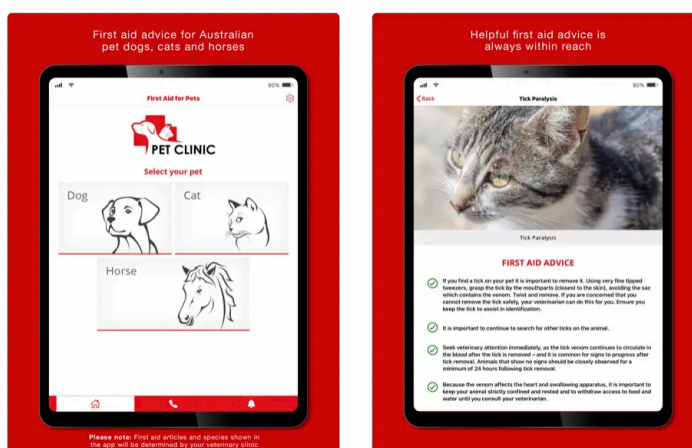 First aid advice for Australian
pet dogs, cats and horses
80%
First Aid for Pets
PET CLINIC
Select your pet
Dog
Cat
Horse
Please note: First aid articles and species shown in
the app will be determined by your veterinary clinic
Helpful first aid advice is
always within reach
80%
Back
Tick Paralysis
Tick Paralysis
FIRST AID ADVICE
If you find a tick on your pet it is important to remove it. Using very fine tipped
tweezers, grasp the tick by the mouthparts (closest to the skin), avoiding the sac
which contains the venom. Twist and remove. If you are concerned that you
cannot remove the tick safely, your veterinarian can do this for you. Ensure you
keep the tick to assist in identification.
It is important to continue to search for other ticks on the animal.
Seek veterinary attention immediately, as the tick venom continues to circulate in
the blood after the tick is removed – and it is common for signs to progress after
tick removal. Animals that show no signs should be closely observed for a
minimum of 24 hours following tick removal.
Because the venom affects the heart and swallowing apparatus, it is important to
keep your animal strictly confined and rested and to withdraw access to food and
water until you consult your veterinarian.